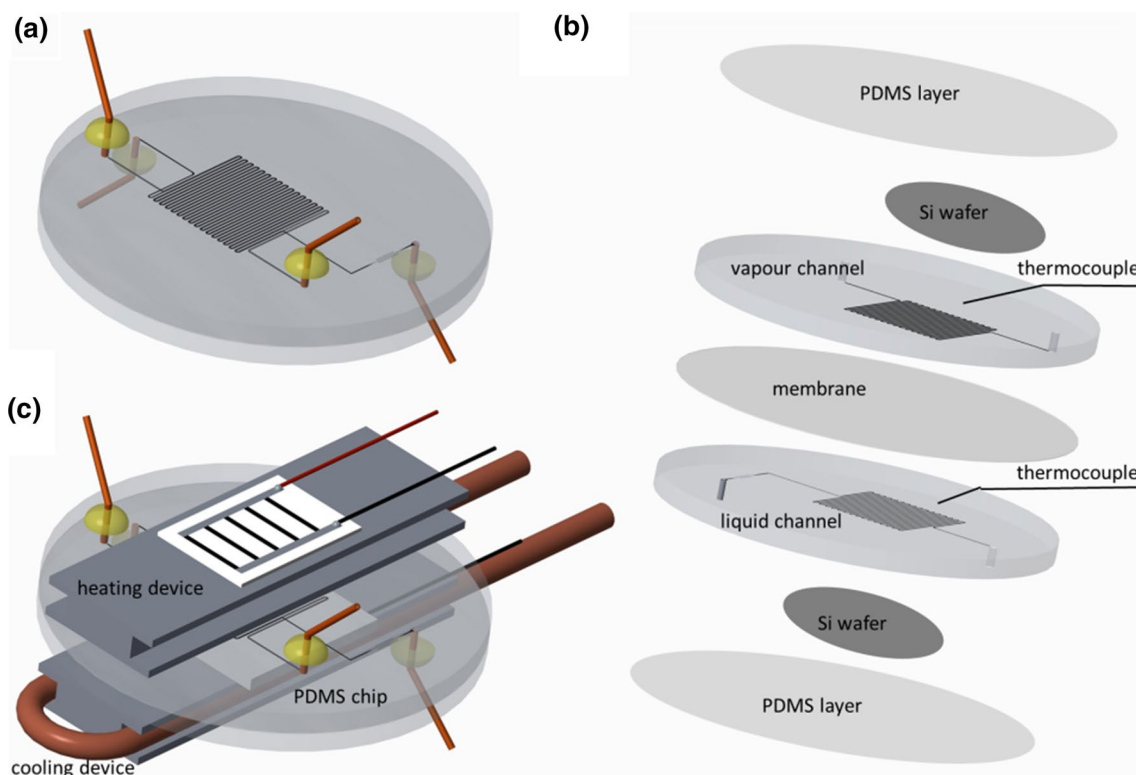 (a)
(b)
PDMS layer
Si wafer
vapour channel
thermocouple
membrane
thermocouple
liquid channel
Si wafer
PDMS layer
(c)
heating device
PDMS chip
cooling device